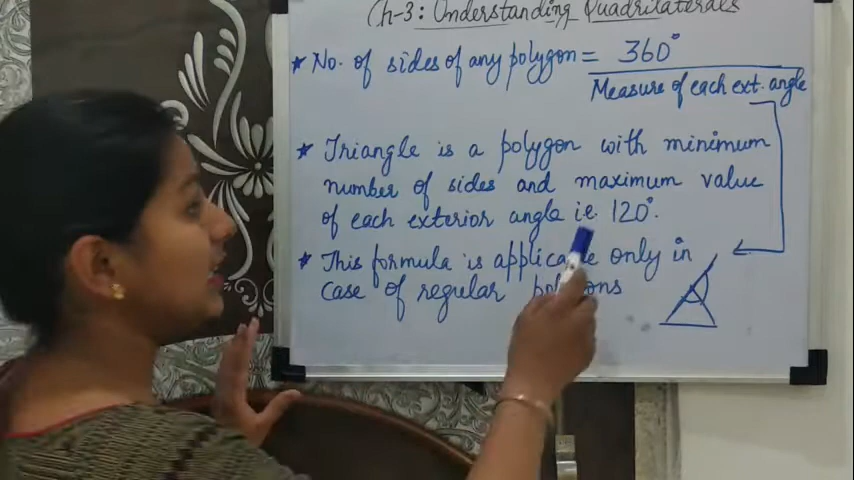 Ch-3: Understanding Quadrilaterals
* No. of sides of any polygon = 360°
Measure of each ext. angle
* Triangle is a polygon with minimum
number of sides and maximum value
of each exterior angle i.e. 120°.
* This formula is applicable only in
case of regular polygons